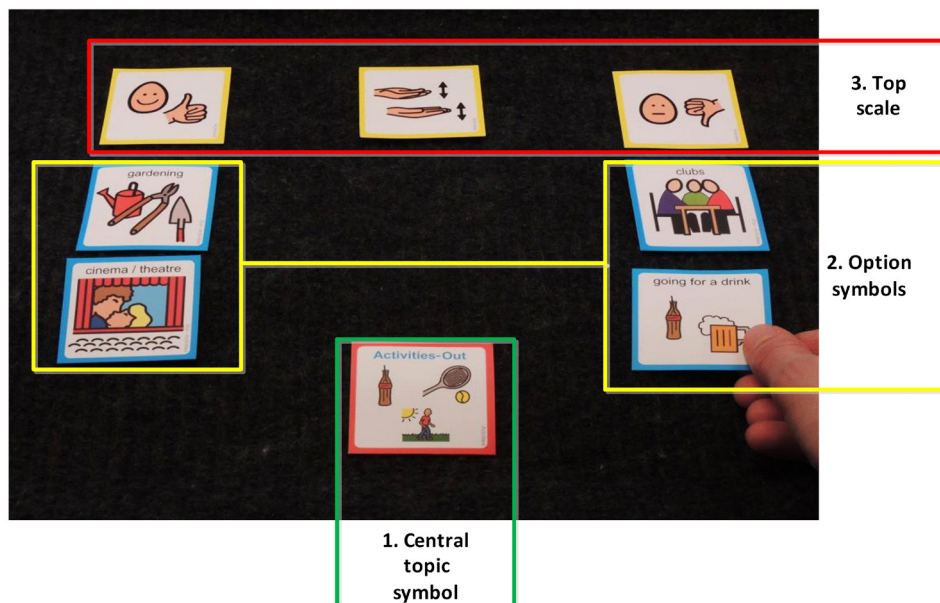 3. Top
scale
gardening
clubs
cinema / theatre
going for a drink
2. Option
symbols
Activities-Out
1. Central
topic
symbol